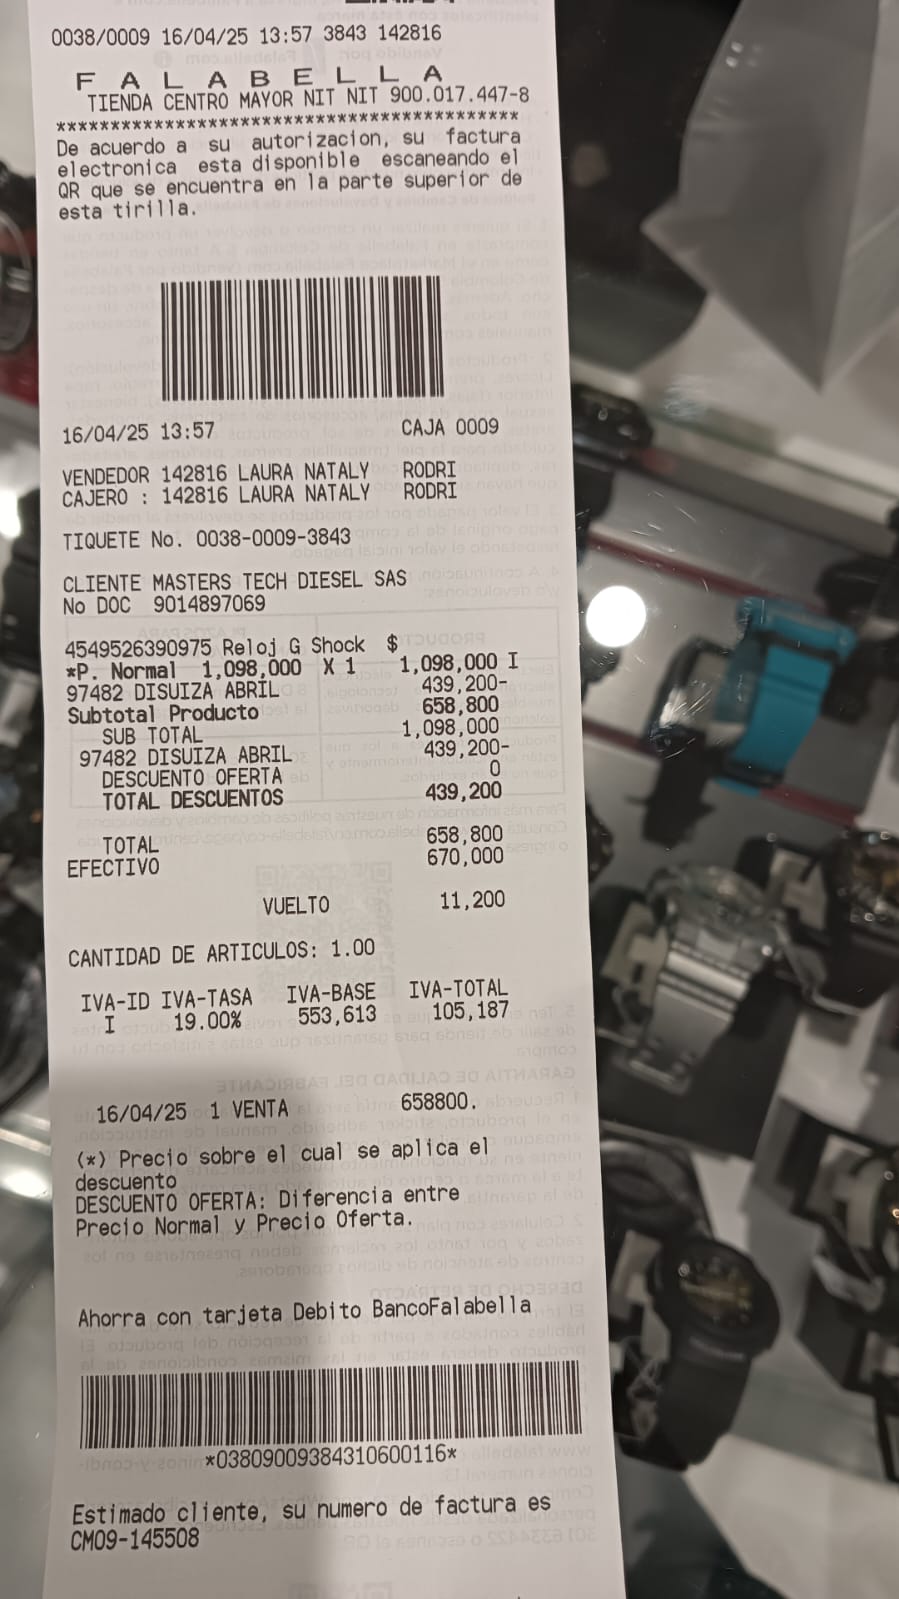 0038/0009 16/04/25 13:57 3843 142816
F A L A B E L L A
TIENDA CENTRO MAYOR NIT NIT 900.017.447-8
*******************************************
De acuerdo a su autorizacion, su factura
electronica esta disponible escaneando el
QR que se encuentra en la parte superior de
esta tirilla.
16/04/25 13:57 CAJA 0009
VENDEDOR 142816 LAURA NATALY RODRI
CAJERO : 142816 LAURA NATALY RODRI
TIQUETE No. 0038-0009-3843
CLIENTE MASTERS TECH DIESEL SAS
No DOC 9014897069
4549526390975 Reloj G Shock $
*P. Normal 1,098,000 X 1 1,098,000 I
97482 DISUIZA ABRIL 439,200-
Subtotal Producto 658,800
SUB TOTAL 1,098,000
97482 DISUIZA ABRIL 439,200-
DESCUENTO OFERTA 0
TOTAL DESCUENTOS 439,200
TOTAL 658,800
EFECTIVO 670,000
VUELTO 11,200
CANTIDAD DE ARTICULOS: 1.00
IVA-ID IVA-TASA IVA-BASE IVA-TOTAL
I 19.00% 553,613 105,187
16/04/25 1 VENTA 658800.
(*) Precio sobre el cual se aplica el
descuento
DESCUENTO OFERTA: Diferencia entre
Precio Normal y Precio Oferta.
Ahorra con tarjeta Debito BancoFalabella
*03809009384310600116*
Estimado cliente, su numero de factura es
CM09-145508